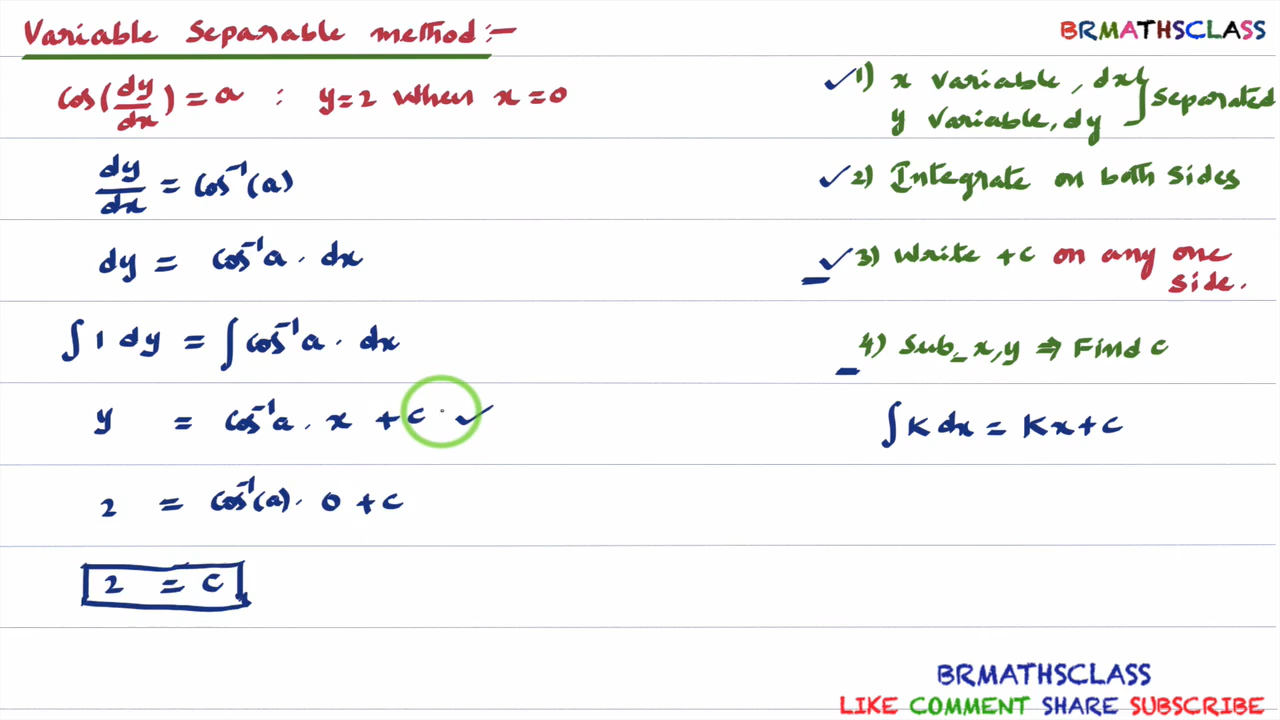 Variable Separable method:-
BRMATHSCLASS
cos(dy/dx) = a : y=2 when x=0
dy/dx = cos⁻¹(a)
dy = cos⁻¹a . dx
∫ 1 dy = ∫ cos⁻¹a . dx
y = cos⁻¹a . x + c
2 = cos⁻¹(a) . 0 + c
2 = c
✓1) x variable, dx } Separated
y variable, dy
✓2) Integrate on both sides
✓3) Write +c on any one
side.
4) Sub x,y ⇒ Find c
∫ K dx = Kx + c
BRMATHSCLASS
LIKE COMMENT SHARE SUBSCRIBE